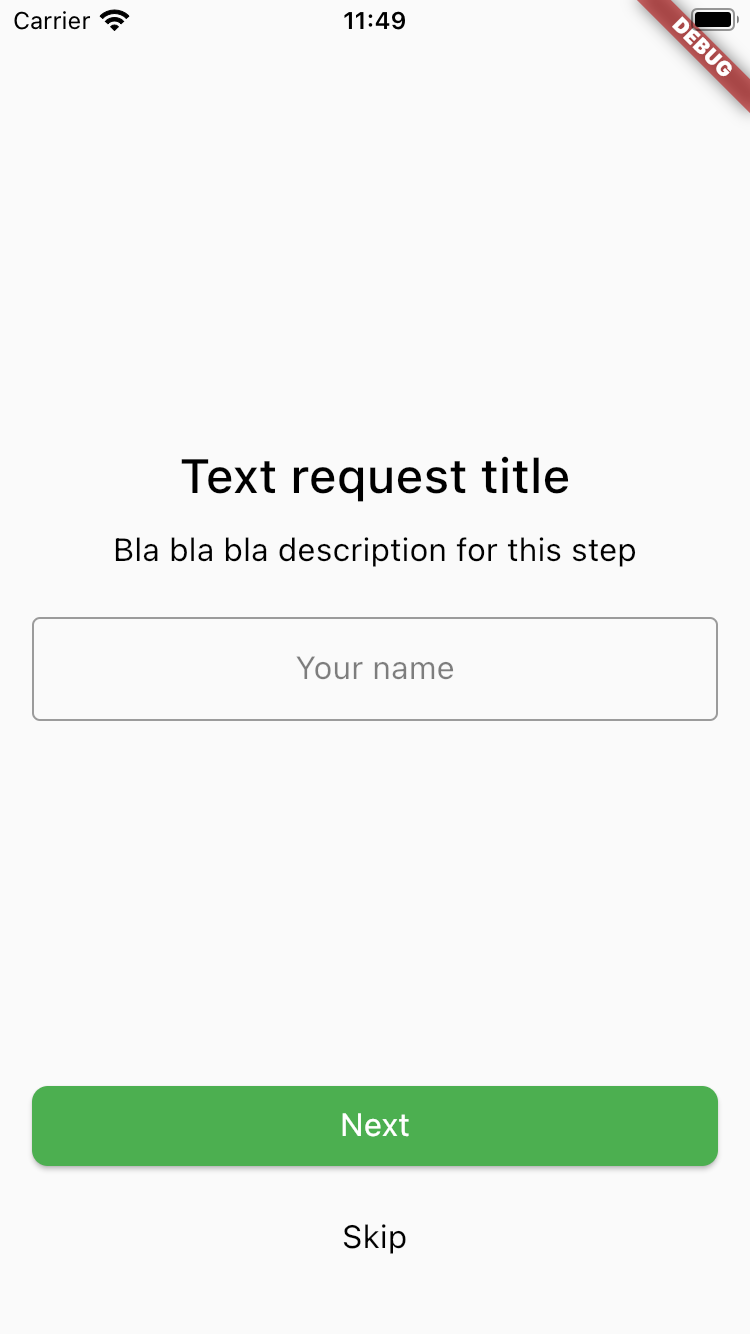 Carrier 11:49
DEBUG
Text request title
Bla bla bla description for this step
Your name
Next
Skip